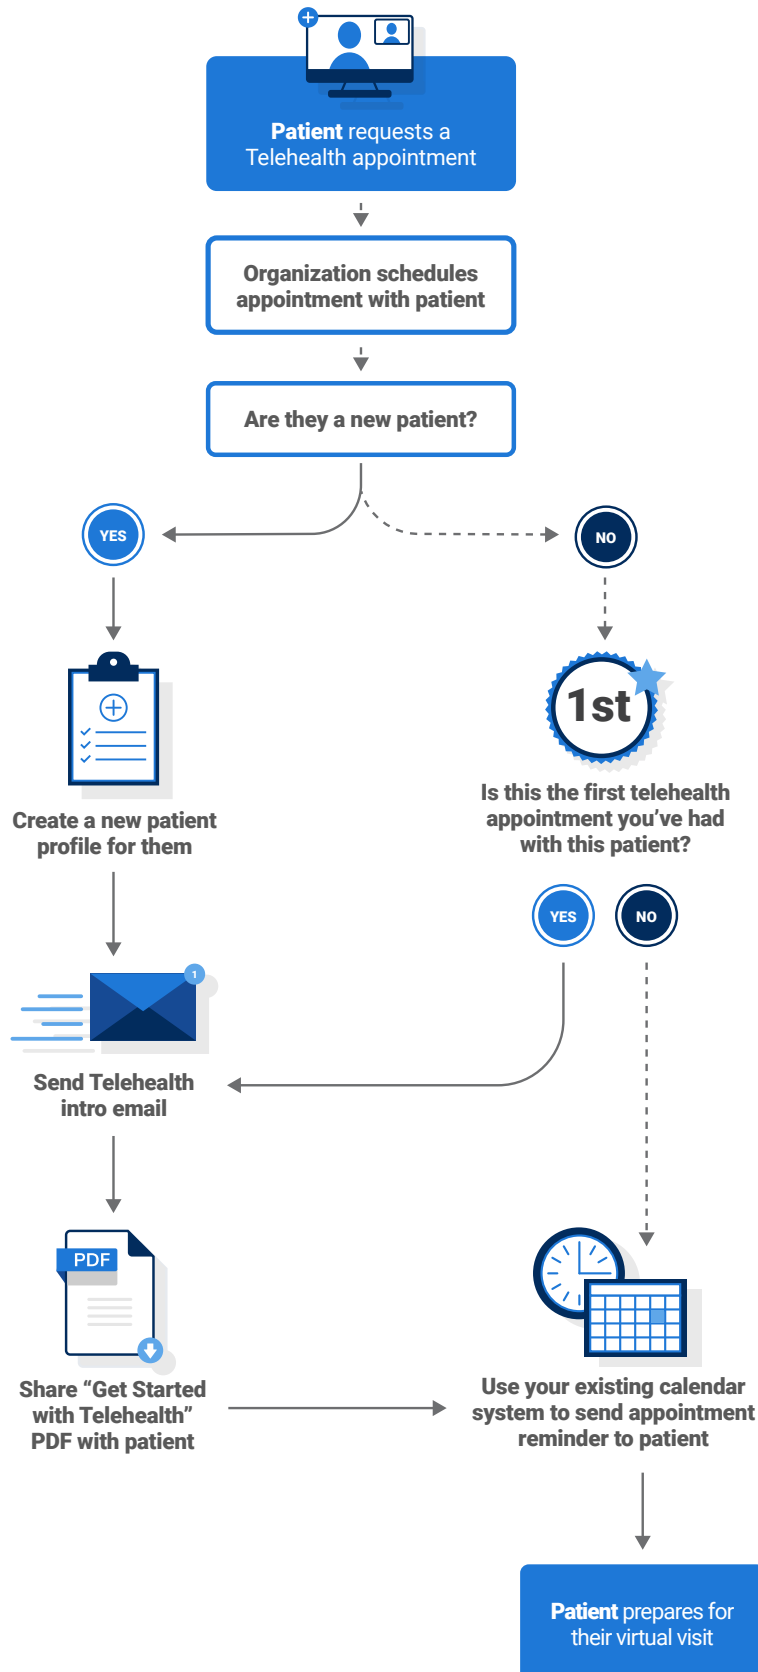 Patient requests a
Telehealth appointment
Organization schedules
appointment with patient
Are they a new patient?
YES
NO
1st
Create a new patient
profile for them
Is this the first telehealth
appointment you’ve had
with this patient?
YES
NO
1
Send Telehealth
intro email
PDF
Share “Get Started
with Telehealth”
PDF with patient
Use your existing calendar
system to send appointment
reminder to patient
Patient prepares for
their virtual visit